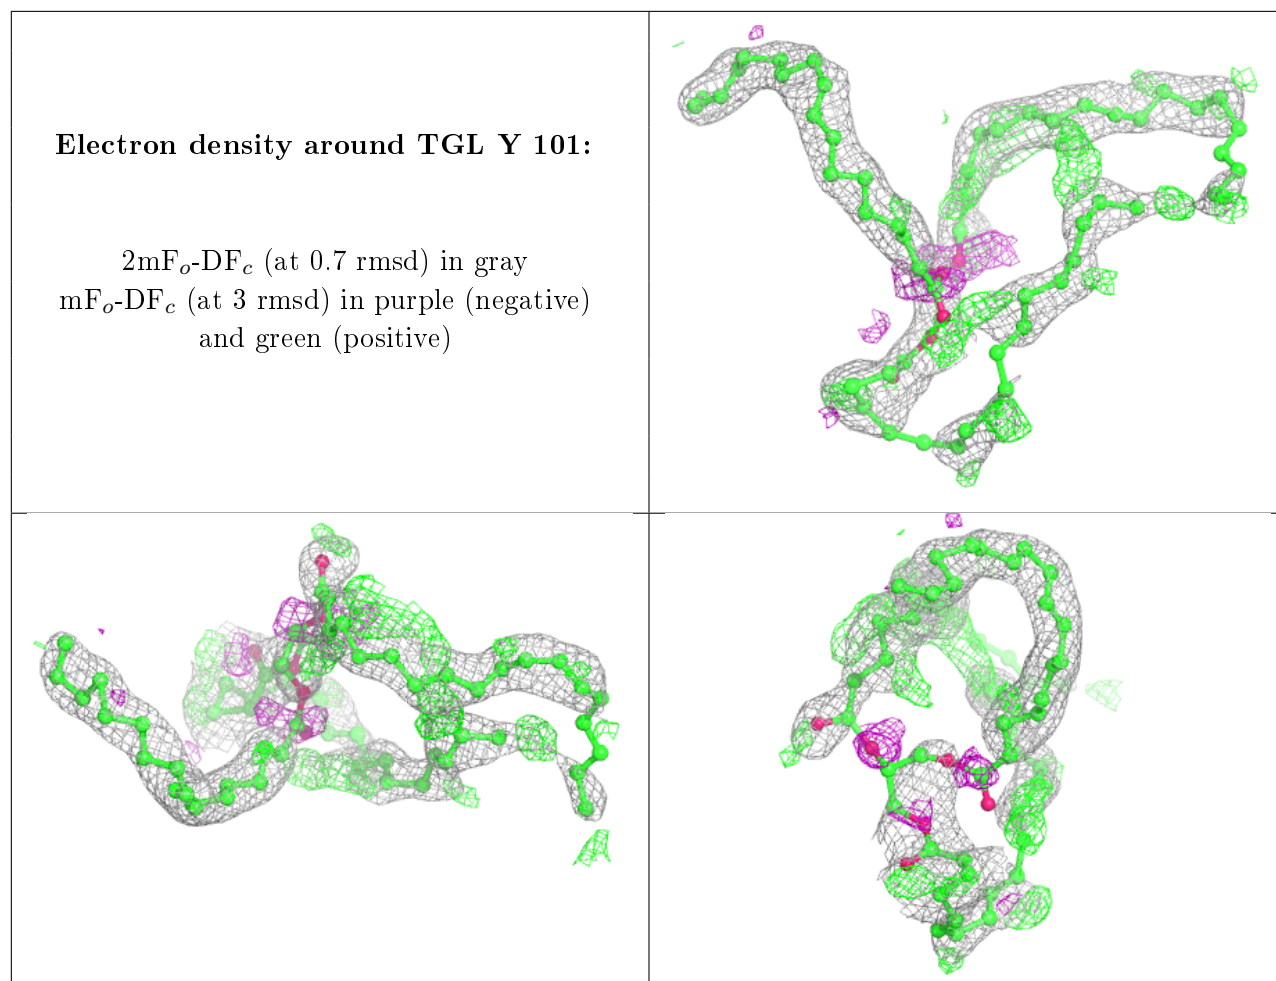 Electron density around TGL Y 101:
2mFo-DFc (at 0.7 rmsd) in gray
mFo-DFc (at 3 rmsd) in purple (negative)
and green (positive)